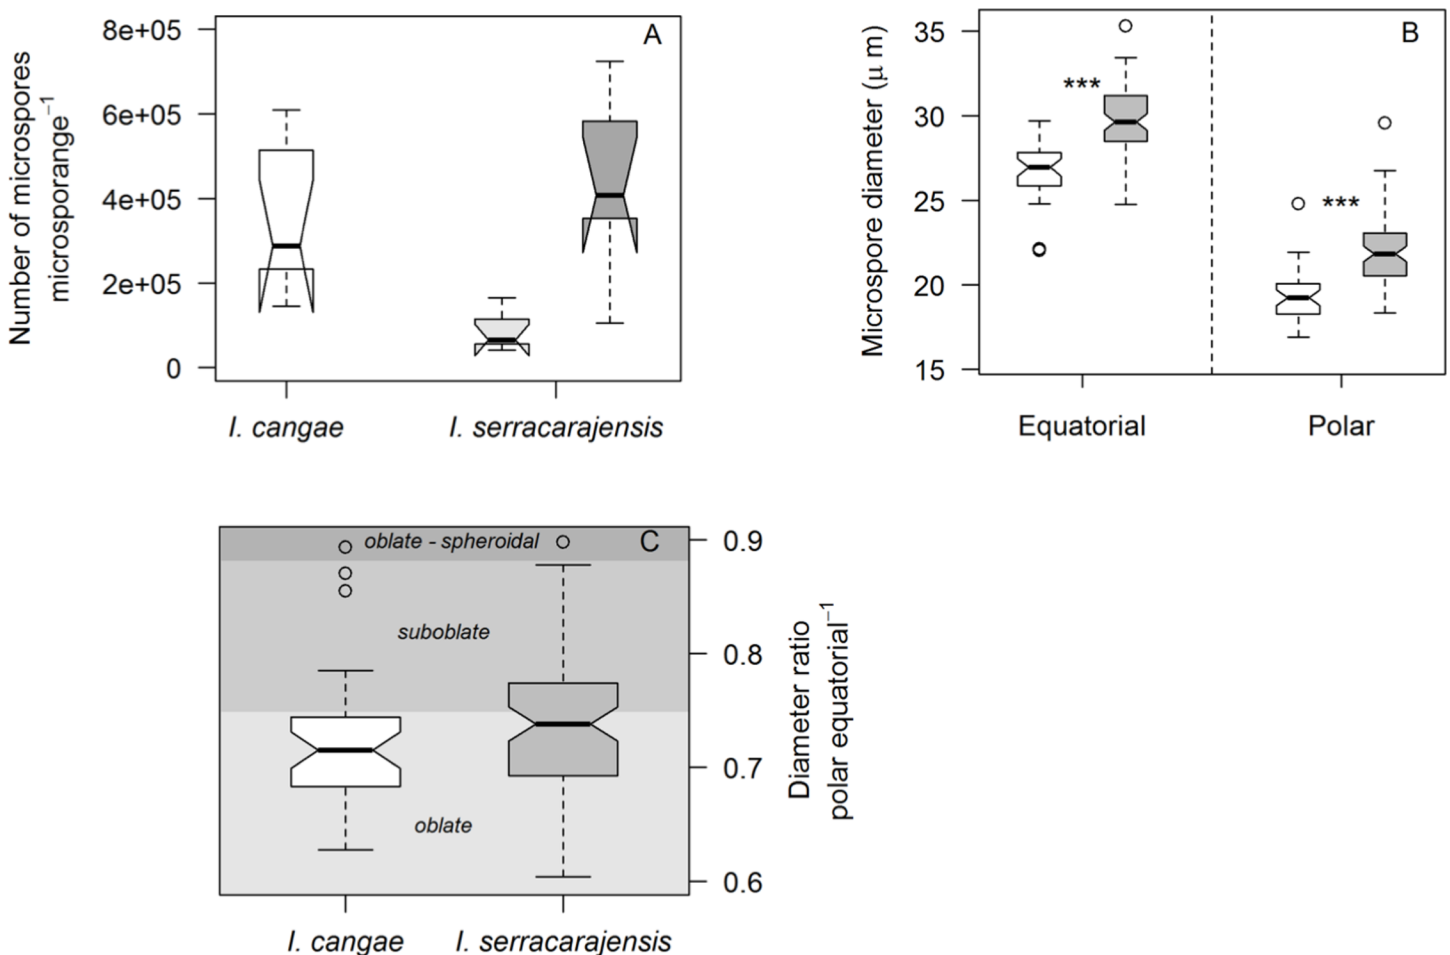 A
Number of microspores
microsporange⁻¹
8e+05
6e+05
4e+05
2e+05
0
I. cangae
I. serracarajensis
B
Microspore diameter (μ m)
35
30
25
20
15
***
***
Equatorial
Polar
C
oblate - spheroidal
suboblate
oblate
0.9
0.8
0.7
0.6
Diameter ratio
polar equatorial⁻¹
I. cangae
I. serracarajensis